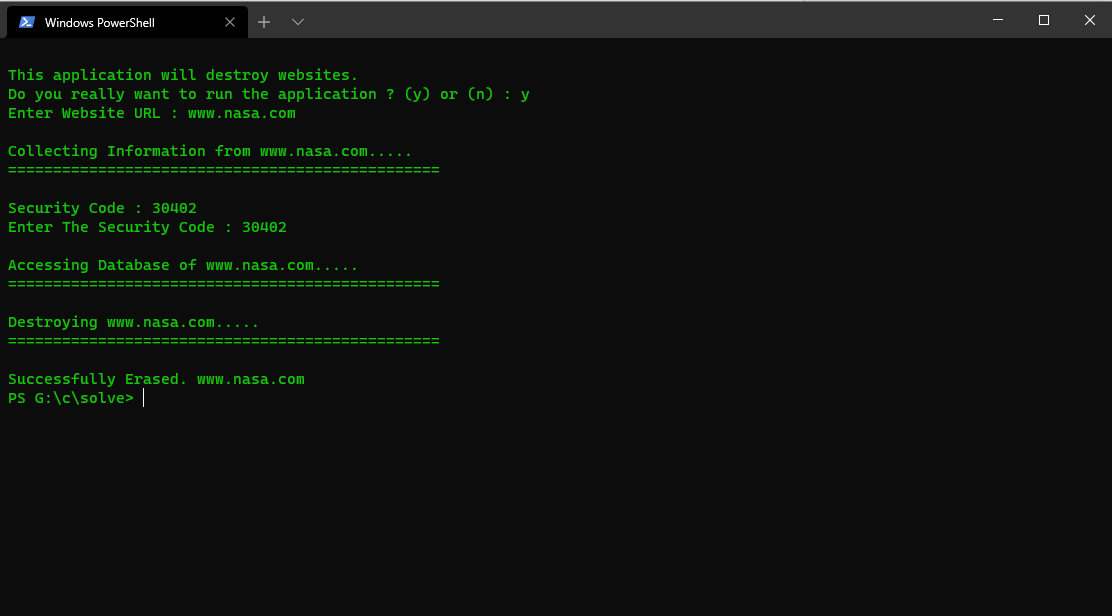 Windows PowerShell
This application will destroy websites.
Do you really want to run the application ? (y) or (n) : y
Enter Website URL : www.nasa.com
Collecting Information from www.nasa.com.....
================================================
Security Code : 30402
Enter The Security Code : 30402
Accessing Database of www.nasa.com.....
================================================
Destroying www.nasa.com.....
================================================
Successfully Erased. www.nasa.com
PS G:\c\solve>